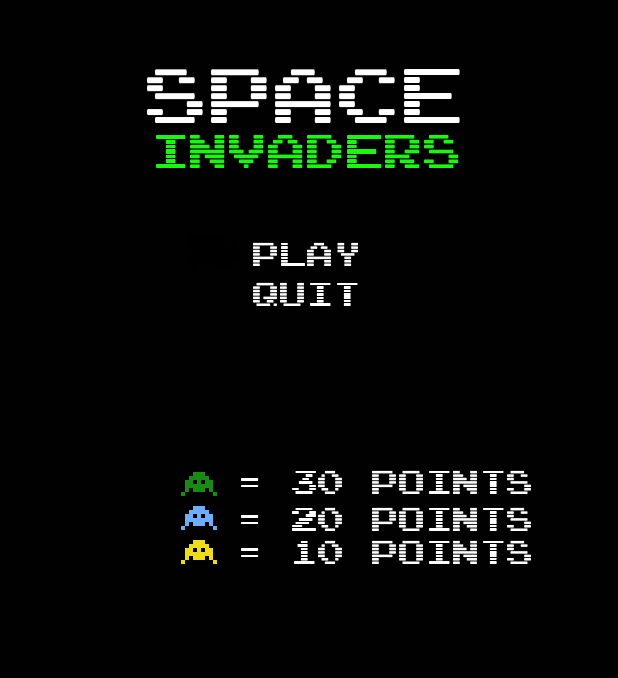 SPACE
INVADERS
PLAY
QUIT
= 30 POINTS
= 20 POINTS
= 10 POINTS